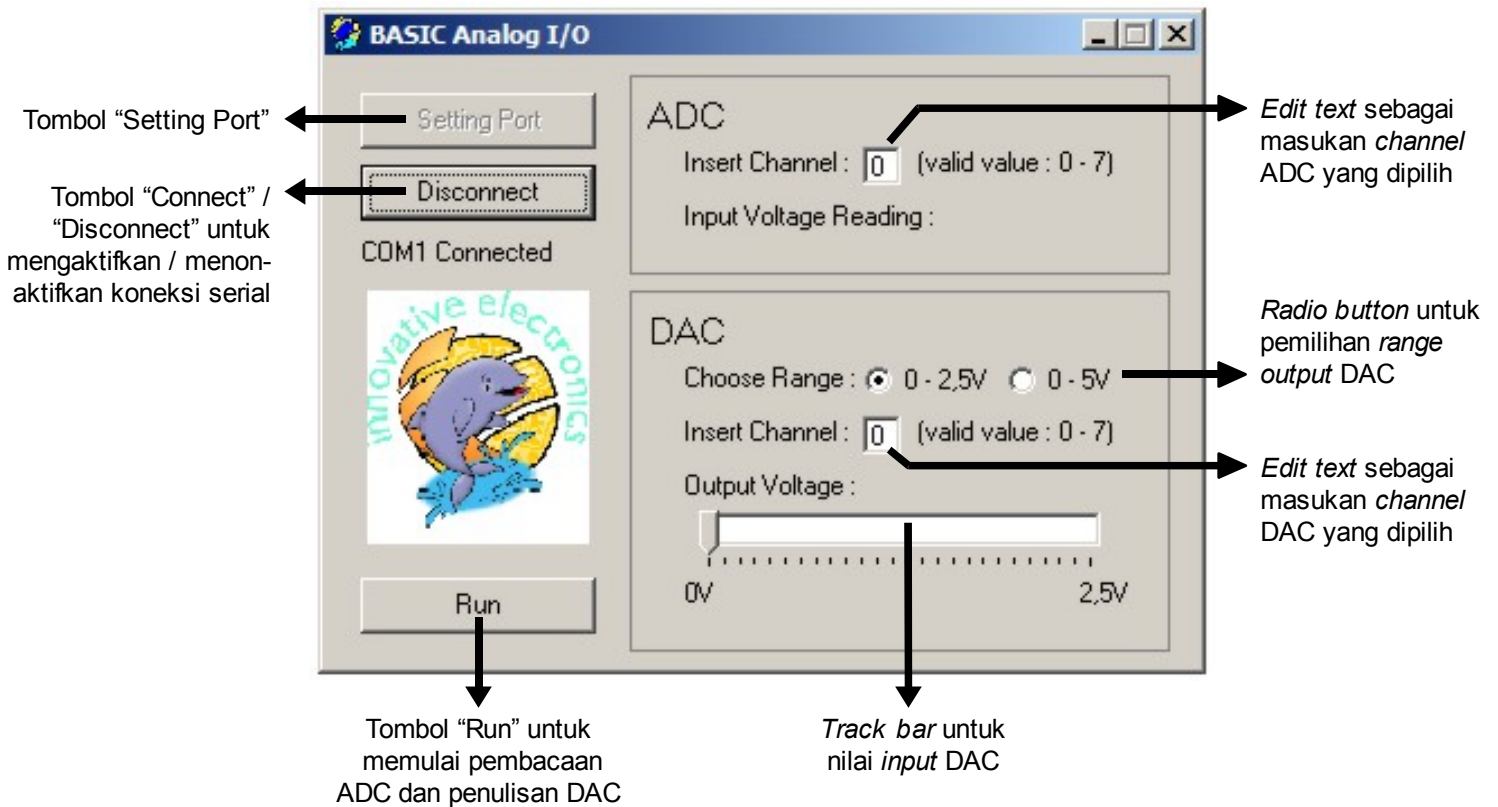 BASIC Analog I/O
Tombol “Setting Port”
Setting Port
Tombol “Connect” /
“Disconnect” untuk
mengaktifkan / menon-
aktifkan koneksi serial
Disconnect
COM1 Connected
innovative electronics
Run
Tombol “Run” untuk
memulai pembacaan
ADC dan penulisan DAC
ADC
Insert Channel : 0 (valid value : 0 - 7)
Input Voltage Reading :
Edit text sebagai
masukan channel
ADC yang dipilih
DAC
Choose Range : 0 - 2,5V 0 - 5V
Insert Channel : 0 (valid value : 0 - 7)
Output Voltage :
0V 2,5V
Radio button untuk
pemilihan range
output DAC
Edit text sebagai
masukan channel
DAC yang dipilih
Track bar untuk
nilai input DAC